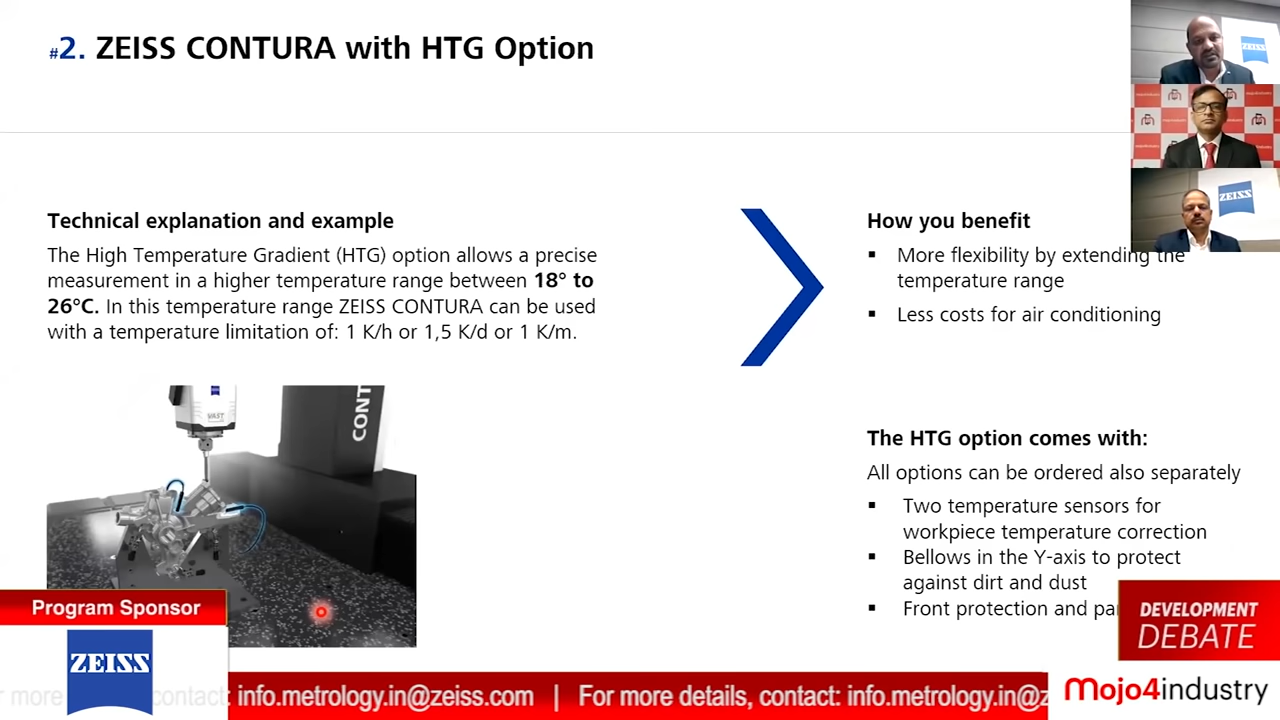 #2. ZEISS CONTURA with HTG Option
Technical explanation and example
The High Temperature Gradient (HTG) option allows a precise
measurement in a higher temperature range between 18° to
26°C. In this temperature range ZEISS CONTURA can be used
with a temperature limitation of: 1 K/h or 1,5 K/d or 1 K/m.
How you benefit
More flexibility by extending the
temperature range
Less costs for air conditioning
The HTG option comes with:
All options can be ordered also separately
Two temperature sensors for
workpiece temperature correction
Bellows in the Y-axis to protect
against dirt and dust
Front protection and
VAST
CONT
ZEISS
ZEISS
Program Sponsor
ZEISS
DEVELOPMENT
DEBATE
more contact: info.metrology.in@zeiss.com | For more details, contact: info.metrology.in@z
Mojo4industry